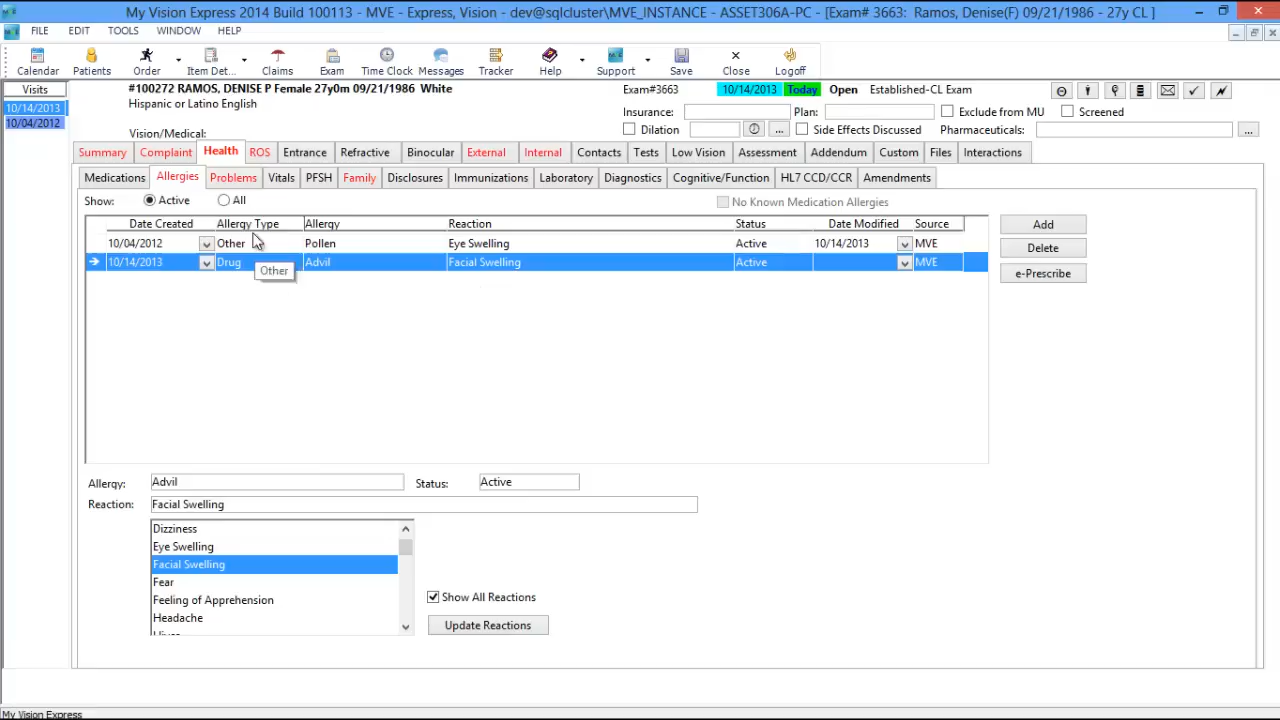 My Vision Express 2014 Build 100113 - MVE - Express, Vision - dev@sqlcluster\MVE_INSTANCE - ASSET306A-PC - [Exam# 3663: Ramos, Denise(F) 09/21/1986 - 27y CL ]
FILE EDIT TOOLS WINDOW HELP
Calendar Patients Order Item Det... Claims Exam Time Clock Messages Tracker Help Support Save Close Logoff
Visits
10/14/2013
10/04/2012
#100272 RAMOS, DENISE P Female 27y0m 09/21/1986 White
Exam#3663 10/14/2013 Today Open Established-CL Exam
Hispanic or Latino English
Insurance: Plan: Exclude from MU Screened
Vision/Medical: Dilation ... Side Effects Discussed Pharmaceuticals: ...
Summary Complaint Health ROS Entrance Refractive Binocular External Internal Contacts Tests Low Vision Assessment Addendum Custom Files Interactions
Medications Allergies Problems Vitals PFSH Family Disclosures Immunizations Laboratory Diagnostics Cognitive/Function HL7 CCD/CCR Amendments
Show: Active All No Known Medication Allergies
Date Created Allergy Type Allergy Reaction Status Date Modified Source
10/04/2012 Other Pollen Eye Swelling Active 10/14/2013 MVE
10/14/2013 Drug Advil Facial Swelling Active MVE
Other
Add
Delete
e-Prescribe
Allergy: Advil Status: Active
Reaction: Facial Swelling
Dizziness
Eye Swelling
Facial Swelling
Fear
Feeling of Apprehension
Headache
Hives
Show All Reactions
Update Reactions
My Vision Express